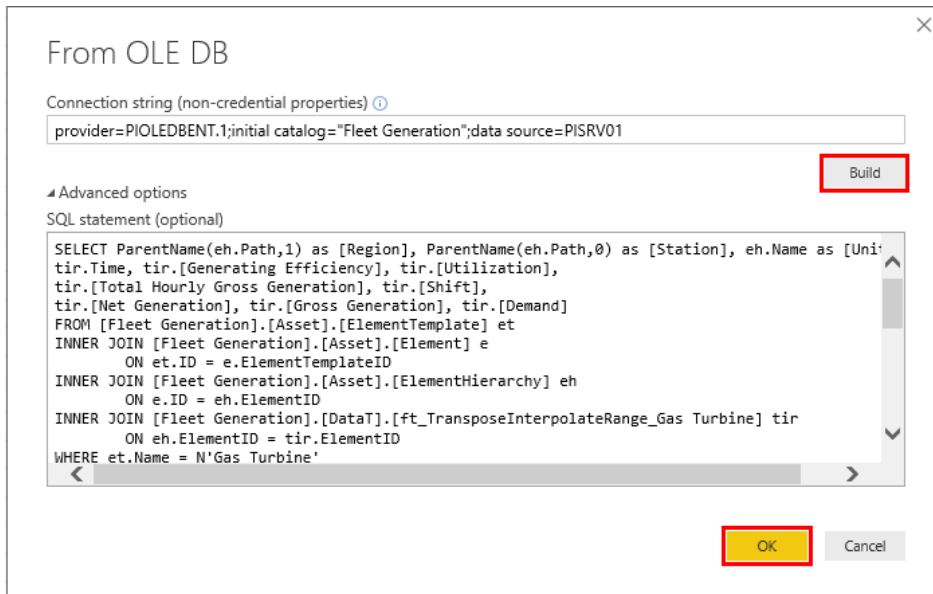 From OLE DB
Connection string (non-credential properties)
provider=PIOLEDBENT.1;initial catalog="Fleet Generation";data source=PISRV01
Build
Advanced options
SQL statement (optional)
SELECT ParentName(eh.Path,1) as [Region], ParentName(eh.Path,0) as [Station], eh.Name as [Unit
tir.Time, tir.[Generating Efficiency], tir.[Utilization],
tir.[Total Hourly Gross Generation], tir.[Shift],
tir.[Net Generation], tir.[Gross Generation], tir.[Demand]
FROM [Fleet Generation].[Asset].[ElementTemplate] et
INNER JOIN [Fleet Generation].[Asset].[Element] e
ON et.ID = e.ElementTemplateID
INNER JOIN [Fleet Generation].[Asset].[ElementHierarchy] eh
ON e.ID = eh.ElementID
INNER JOIN [Fleet Generation].[DataT].[ft_TransposeInterpolateRange_Gas Turbine] tir
ON eh.ElementID = tir.ElementID
WHERE et.Name = N'Gas Turbine'
OK Cancel